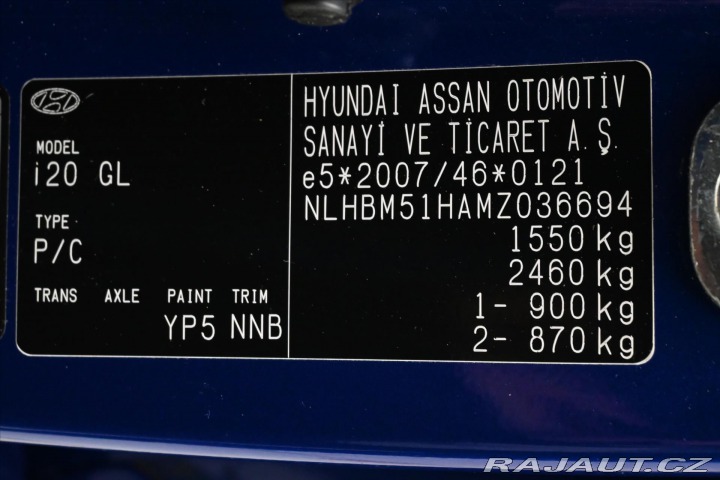 MODEL
i20 GL
TYPE
P/C
TRANS AXLE PAINT TRIM
YP5 NNB
HYUNDAI ASSAN OTOMOTİV
SANAYİ VE TİCARET A.Ş.
e5*2007/46*0121
NLHBM51HAMZ036694
1550 kg
2460 kg
1- 900 kg
2- 870 kg
RAJAUT.CZ